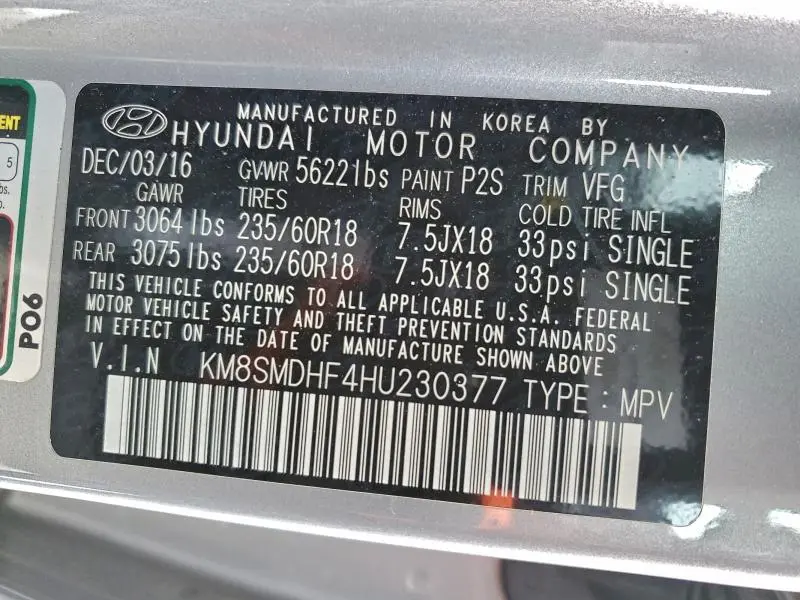 MANUFACTURED IN KOREA BY
HYUNDAI MOTOR COMPANY
DEC/03/16 GVWR 5622lbs PAINT P2S TRIM VFG
GAWR TIRES RIMS COLD TIRE INFL
FRONT 3064lbs 235/60R18 7.5JX18 33psi SINGLE
REAR 3075lbs 235/60R18 7.5JX18 33psi SINGLE
THIS VEHICLE CONFORMS TO ALL APPLICABLE U.S.A. FEDERAL
MOTOR VEHICLE SAFETY AND THEFT PREVENTION STANDARDS
IN EFFECT ON THE DATE OF MANUFACTURE SHOWN ABOVE
V.I.N KM8SMDHF4HU230377 TYPE : MPV
5
PO6